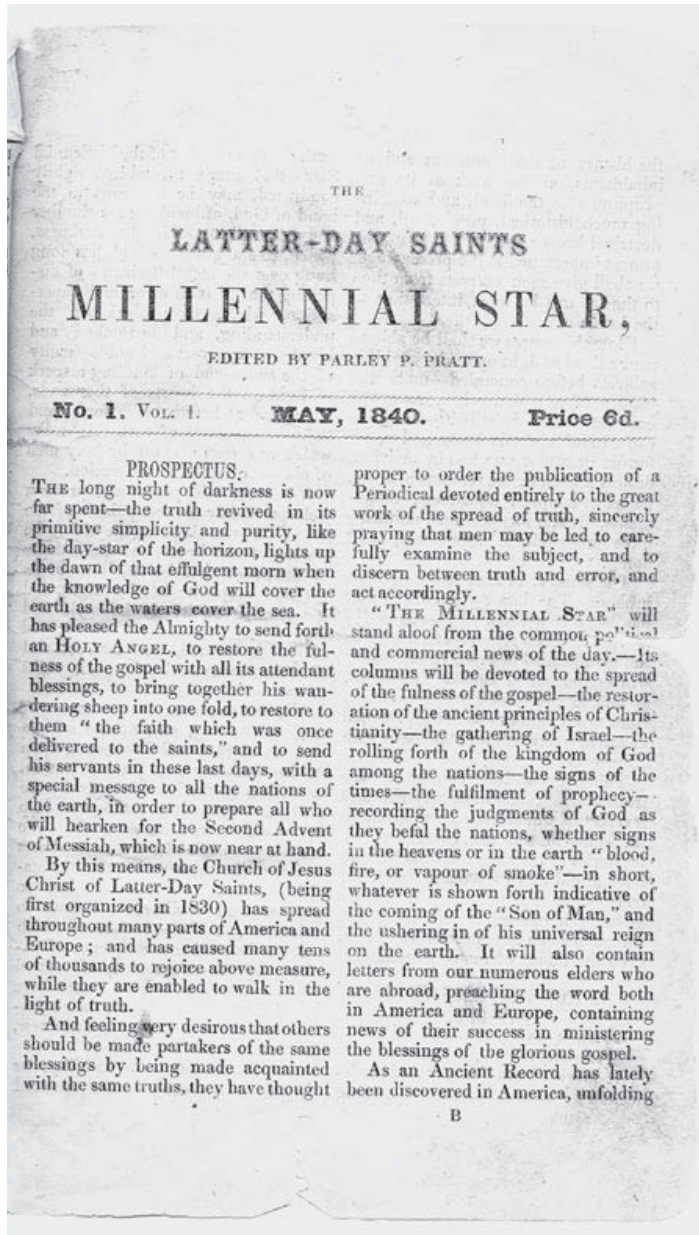 THE
LATTER-DAY SAINTS
MILLENNIAL STAR,
EDITED BY PARLEY P. PRATT.
No. 1. VOL. 1. MAY, 1840. Price 6d.
PROSPECTUS.
THE long night of darkness is now
far spent—the truth revived in its
primitive simplicity and purity, like
the day-star of the horizon, lights up
the dawn of that effulgent morn when
the knowledge of God will cover the
earth as the waters cover the sea. It
has pleased the Almighty to send forth
an HOLY ANGEL, to restore the ful-
ness of the gospel with all its attendant
blessings, to bring together his wan-
dering sheep into one fold, to restore to
them "the faith which was once
delivered to the saints," and to send
his servants in these last days, with a
special message to all the nations of
the earth, in order to prepare all who
will hearken for the Second Advent
of Messiah, which is now near at hand.
By this means, the Church of Jesus
Christ of Latter-Day Saints, (being
first organized in 1830) has spread
throughout many parts of America and
Europe; and has caused many tens
of thousands to rejoice above measure,
while they are enabled to walk in the
light of truth.
And feeling very desirous that others
should be made partakers of the same
blessings by being made acquainted
with the same truths, they have thought
proper to order the publication of a
Periodical devoted entirely to the great
work of the spread of truth, sincerely
praying that men may be led to care-
fully examine the subject, and to
discern between truth and error, and
act accordingly.
"THE MILLENNIAL STAR" will
stand aloof from the common political
and commercial news of the day.—Its
columns will be devoted to the spread
of the fulness of the gospel—the restor-
ation of the ancient principles of Chris-
tianity—the gathering of Israel—the
rolling forth of the kingdom of God
among the nations—the signs of the
times—the fulfilment of prophecy—
recording the judgments of God as
they befal the nations, whether signs
in the heavens or in the earth "blood,
fire, or vapour of smoke"—in short,
whatever is shown forth indicative of
the coming of the "Son of Man," and
the ushering in of his universal reign
on the earth. It will also contain
letters from our numerous elders who
are abroad, preaching the word both
in America and Europe, containing
news of their success in ministering
the blessings of the glorious gospel.
As an Ancient Record has lately
been discovered in America, unfolding
B